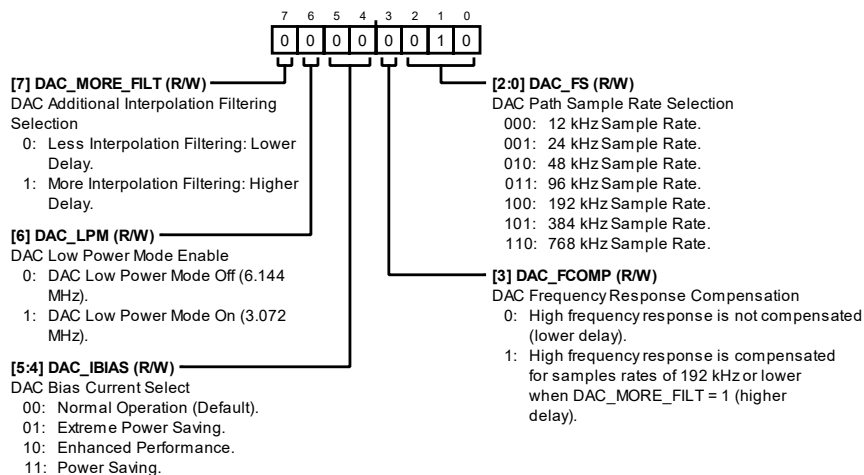 7 6 5 4 3 2 1 0
0 0 0 0 0 0 1 0
[7] DAC_MORE_FILT (R/W)
DAC Additional Interpolation Filtering
Selection
0: Less Interpolation Filtering: Lower
Delay.
1: More Interpolation Filtering: Higher
Delay.
[6] DAC_LPM (R/W)
DAC Low Power Mode Enable
0: DAC Low Power Mode Off (6.144
MHz).
1: DAC Low Power Mode On (3.072
MHz).
[5:4] DAC_IBIAS (R/W)
DAC Bias Current Select
00: Normal Operation (Default).
01: Extreme Power Saving.
10: Enhanced Performance.
11: Power Saving.
[2:0] DAC_FS (R/W)
DAC Path Sample Rate Selection
000: 12 kHz Sample Rate.
001: 24 kHz Sample Rate.
010: 48 kHz Sample Rate.
011: 96 kHz Sample Rate.
100: 192 kHz Sample Rate.
101: 384 kHz Sample Rate.
110: 768 kHz Sample Rate.
[3] DAC_FCOMP (R/W)
DAC Frequency Response Compensation
0: High frequency response is not compensated
(lower delay).
1: High frequency response is compensated
for samples rates of 192 kHz or lower
when DAC_MORE_FILT = 1 (higher
delay).